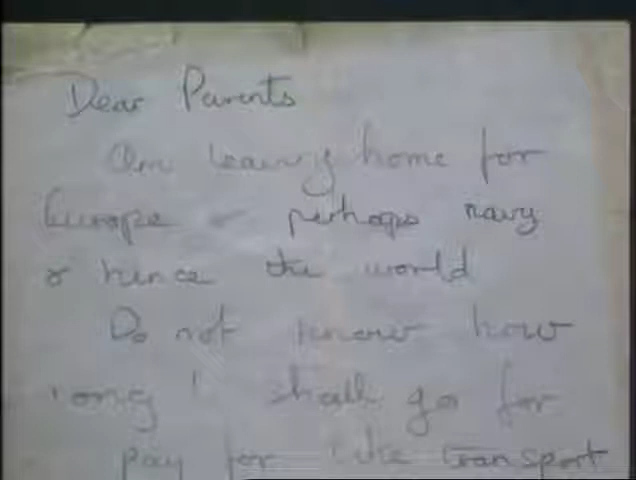 Dear Parents
Am leaving home for
Europe or perhaps navy
& hence the world
Do not know how
long I shall go for
pay for the transport